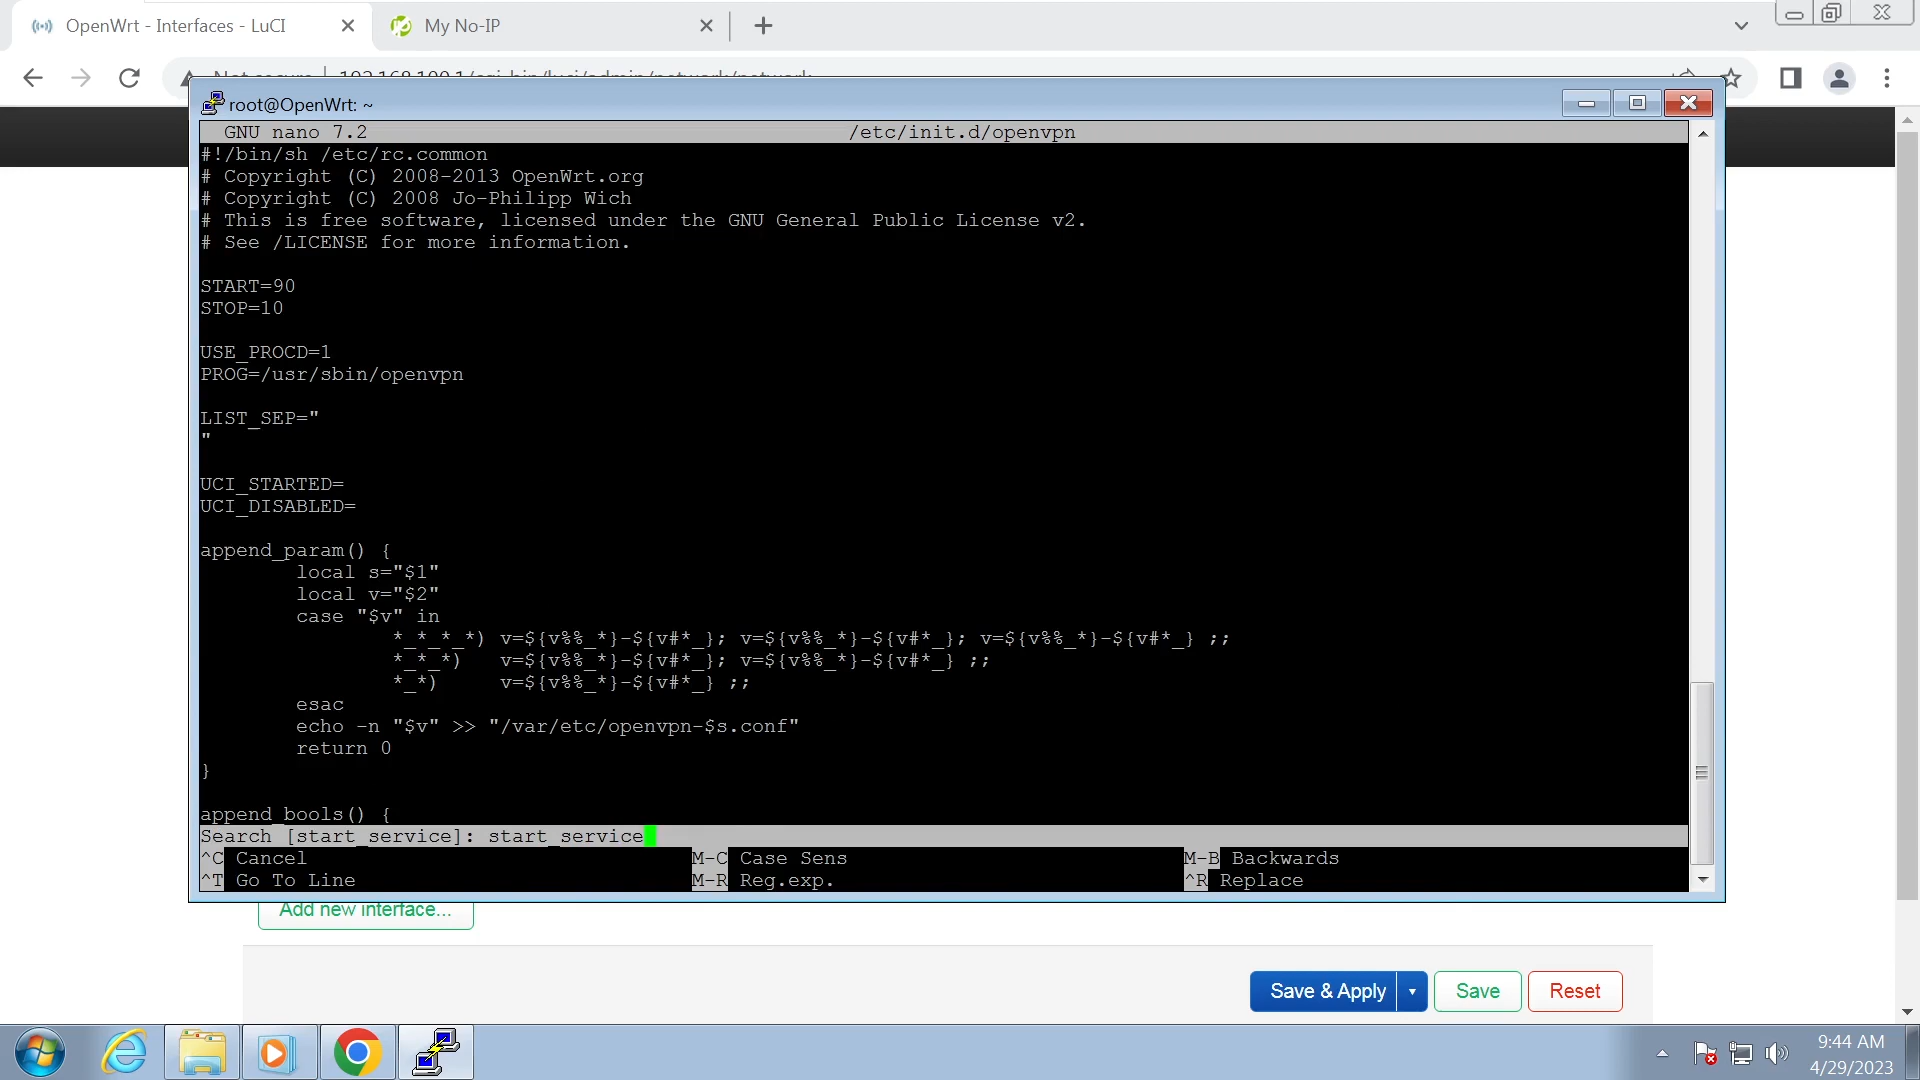 OpenWrt - Interfaces - LuCI
My No-IP
root@OpenWrt: ~
GNU nano 7.2 /etc/init.d/openvpn
#!/bin/sh /etc/rc.common
# Copyright (C) 2008-2013 OpenWrt.org
# Copyright (C) 2008 Jo-Philipp Wich
# This is free software, licensed under the GNU General Public License v2.
# See /LICENSE for more information.
START=90
STOP=10
USE_PROCD=1
PROG=/usr/sbin/openvpn
LIST_SEP="
"
UCI_STARTED=
UCI_DISABLED=
append_param() {
local s="$1"
local v="$2"
case "$v" in
*_*_*_*) v=${v%%_*}-${v#*_}; v=${v%%_*}-${v#*_}; v=${v%%_*}-${v#*_} ;;
*_*_*) v=${v%%_*}-${v#*_}; v=${v%%_*}-${v#*_} ;;
*_*) v=${v%%_*}-${v#*_} ;;
esac
echo -n "$v" >> "/var/etc/openvpn-$s.conf"
return 0
}
append_bools() {
Search [start_service]: start_service
^C Cancel M-C Case Sens M-B Backwards
^T Go To Line M-R Reg.exp. ^R Replace
Add new interface...
Save & Apply Save Reset
9:44 AM
4/29/2023